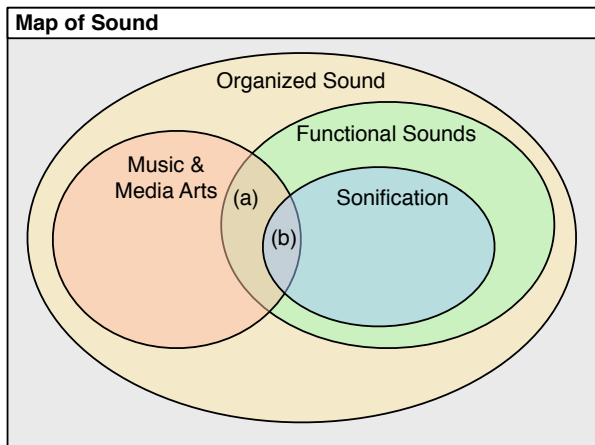 Map of Sound
Organized Sound
Functional Sounds
Music &
Media Arts
(a)
Sonification
(b)